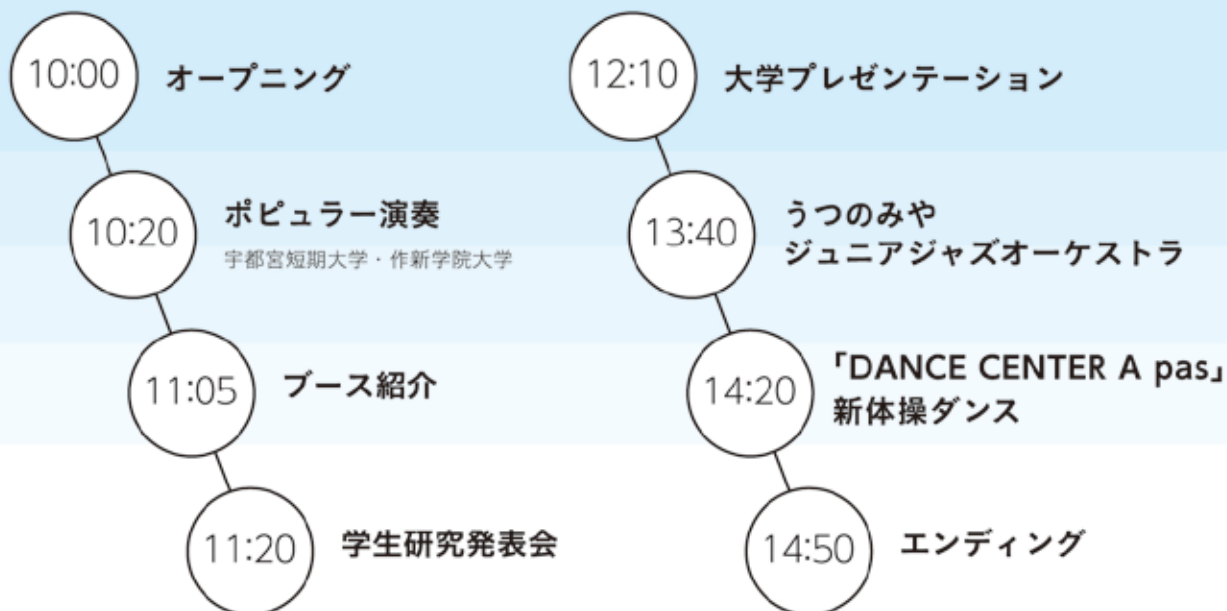 10:00
オープニング
10:20
ポピュラー演奏
宇都宮短期大学・作新学院大学
11:05
ブース紹介
11:20
学生研究発表会
12:10
大学プレゼンテーション
13:40
うつのみや
ジュニアジャズオーケストラ
14:20
「DANCE CENTER A pas」
新体操ダンス
14:50
エンディング